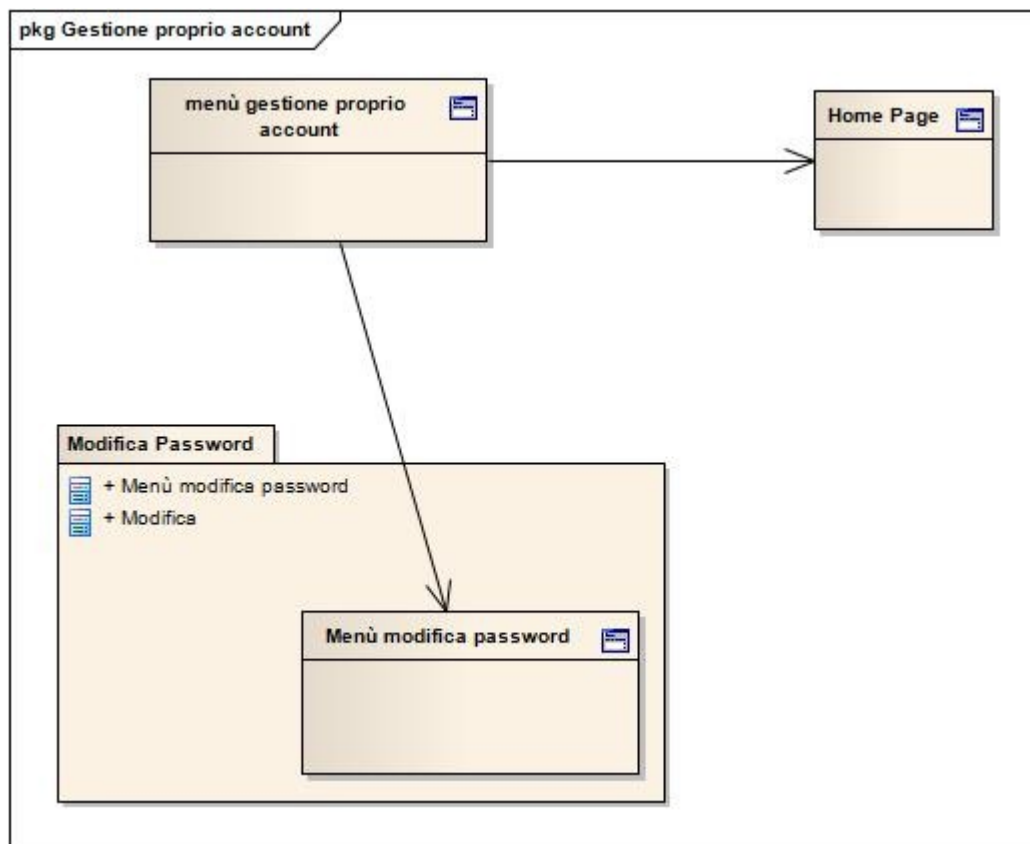 pkg Gestione proprio account
menù gestione proprio
account
Home Page
Modifica Password
+ Menù modifica password
+ Modifica
Menù modifica password